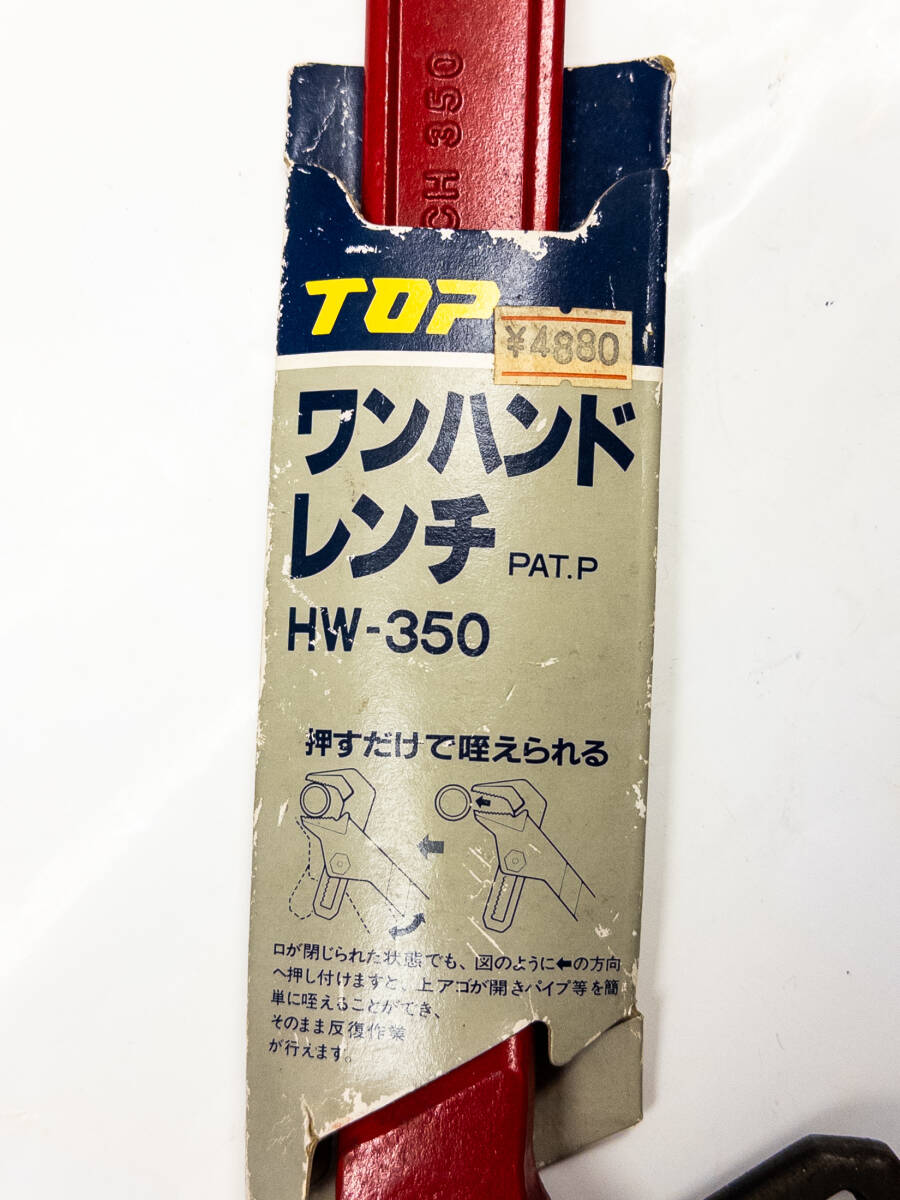 CH 350
TOP
¥4880
ワンハンド
レンチ PAT.P
HW-350
押すだけで咥えられる
口が閉じられた状態でも、図のように←の方向
へ押し付けますと、上アゴが開きパイプ等を簡
単に咥えることができ、
そのまま反復作業
が行えます。